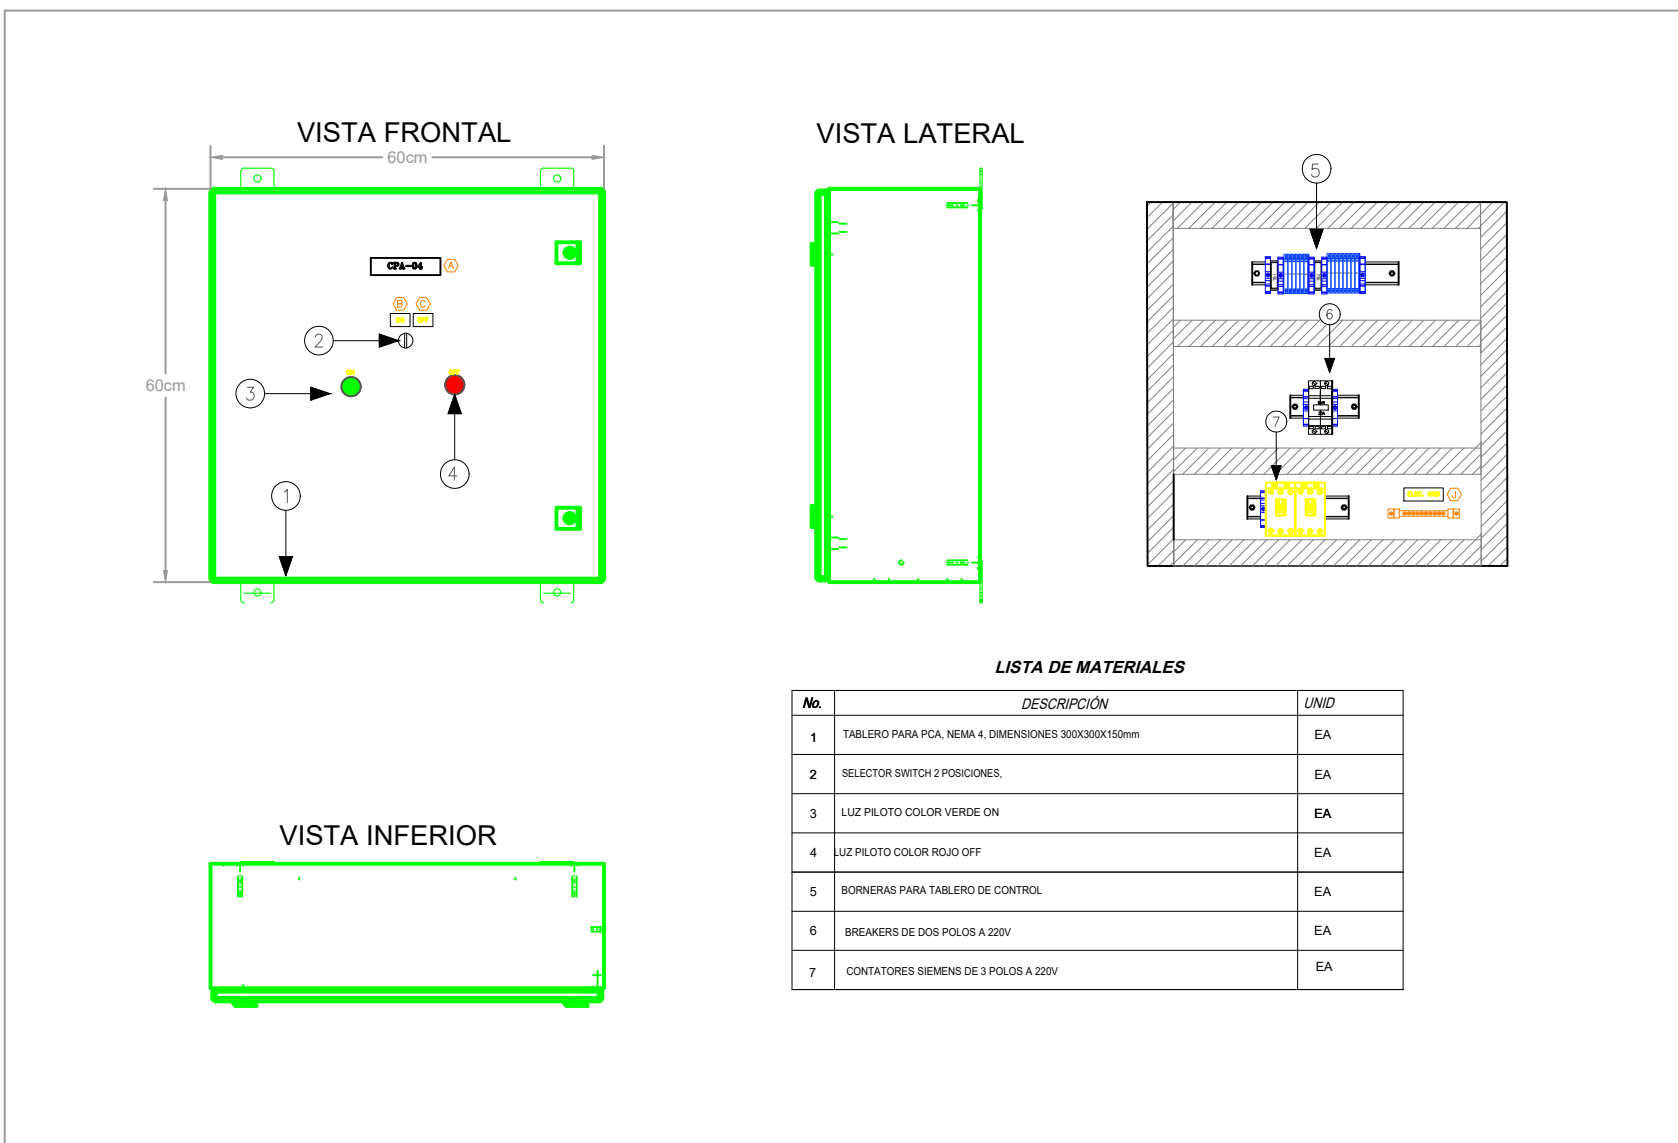 VISTA FRONTAL
60cm
60cm
CPA-04
A
B
C
OFF
2
3
4
1
VISTA LATERAL
5
6
7
J
LISTA DE MATERIALES
No. DESCRIPCIÓN UNID
1 TABLERO PARA PCA, NEMA 4, DIMENSIONES 300X300X150mm EA
2 SELECTOR SWITCH 2 POSICIONES, EA
3 LUZ PILOTO COLOR VERDE ON EA
4 LUZ PILOTO COLOR ROJO OFF EA
5 BORNERAS PARA TABLERO DE CONTROL EA
6 BREAKERS DE DOS POLOS A 220V EA
7 CONTATORES SIEMENS DE 3 POLOS A 220V EA
VISTA INFERIOR